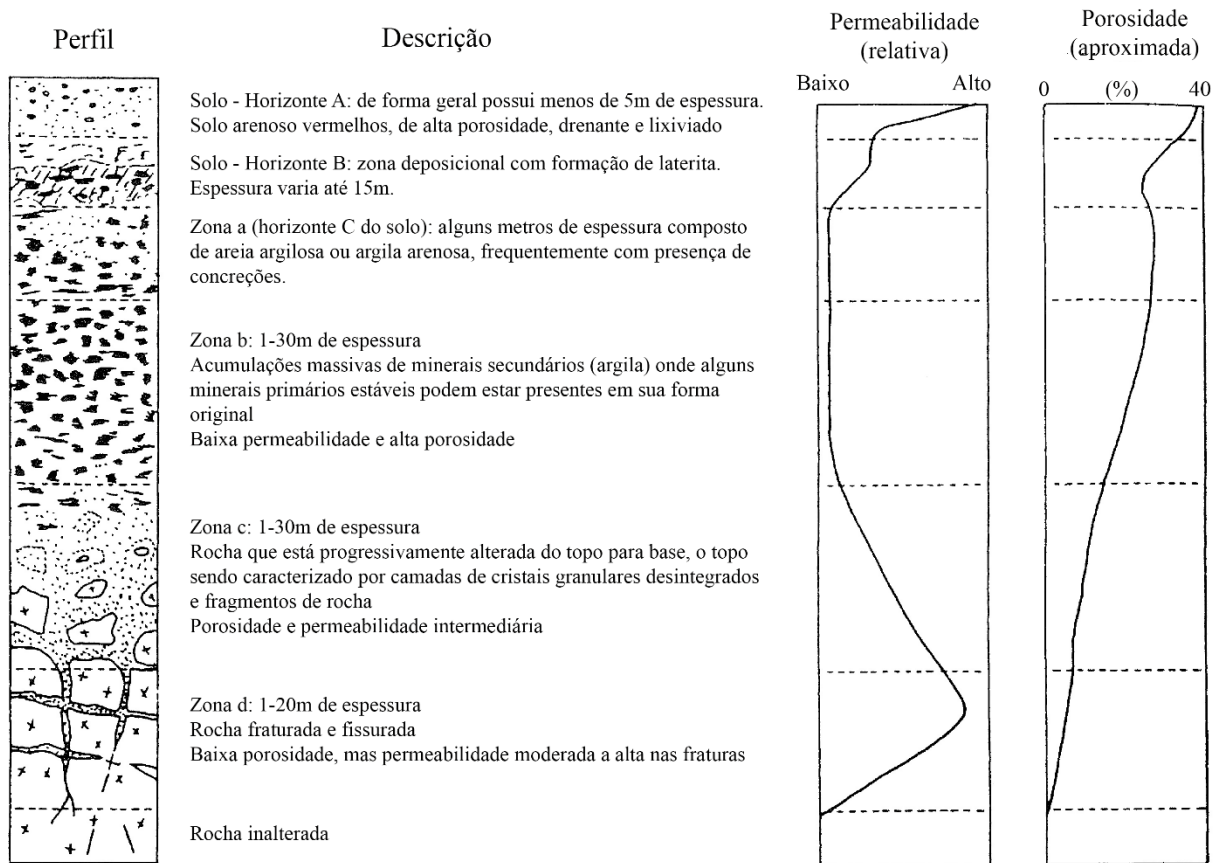 Perfil
Descrição
Permeabilidade
(relativa)
Porosidade
(aproximada)
Baixo
Alto
0
(%)
40
Solo - Horizonte A: de forma geral possui menos de 5m de espessura.
Solo arenoso vermelhos, de alta porosidade, drenante e lixiviado
Solo - Horizonte B: zona deposicional com formação de laterita.
Espessura varia até 15m.
Zona a (horizonte C do solo): alguns metros de espessura composto
de areia argilosa ou argila arenosa, frequentemente com presença de
concreções.
Zona b: 1-30m de espessura
Acumulações massivas de minerais secundários (argila) onde alguns
minerais primários estáveis podem estar presentes em sua forma
original
Baixa permeabilidade e alta porosidade
Zona c: 1-30m de espessura
Rocha que está progressivamente alterada do topo para base, o topo
sendo caracterizado por camadas de cristais granulares desintegrados
e fragmentos de rocha
Porosidade e permeabilidade intermediária
Zona d: 1-20m de espessura
Rocha fraturada e fissurada
Baixa porosidade, mas permeabilidade moderada a alta nas fraturas
Rocha inalterada